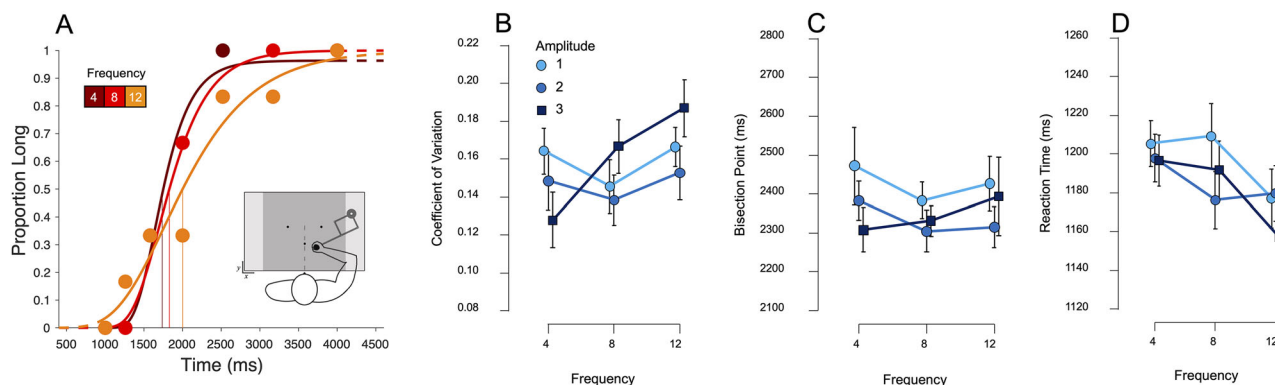 A
Proportion Long
1
0.9
0.8
0.7
0.6
0.5
0.4
0.3
0.2
0.1
0
Frequency
4 8 12
y
x
500 1000 1500 2000 2500 3000 3500 4000 4500
Time (ms)
B
Coefficient of Variation
0.22
0.20
0.18
0.16
0.14
0.12
0.10
0.08
Amplitude
1
2
3
4 8 12
Frequency
C
Bisection Point (ms)
2800
2700
2600
2500
2400
2300
2200
2100
4 8 12
Frequency
D
Reaction Time (ms)
1260
1240
1220
1200
1180
1160
1140
1120
4 8 12
Frequency